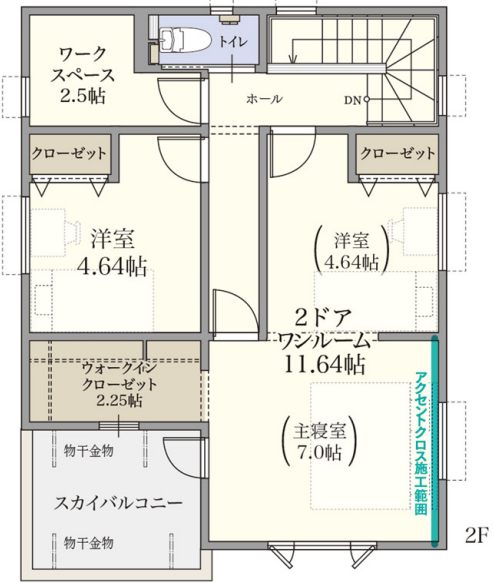 トイレ
ワーク
スペース
2.5帖
ホール
DN
クローゼット
クローゼット
洋室
4.64帖
(洋室
4.64帖)
2ドア
ワンルーム
11.64帖
ウォークイン
クローゼット
2.25帖
(主寝室
7.0帖)
アクセントクロス施工範囲
物干金物
スカイバルコニー
物干金物
2F